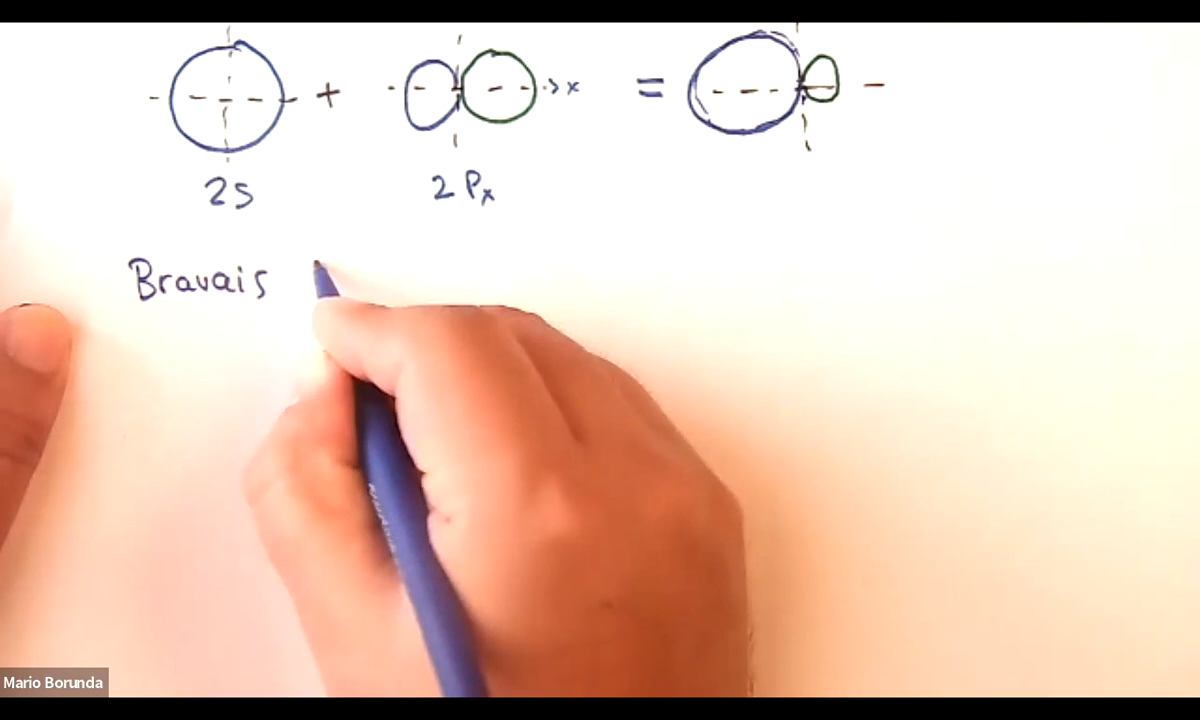 + x =
2S 2Px
Bravais
Mario Borunda